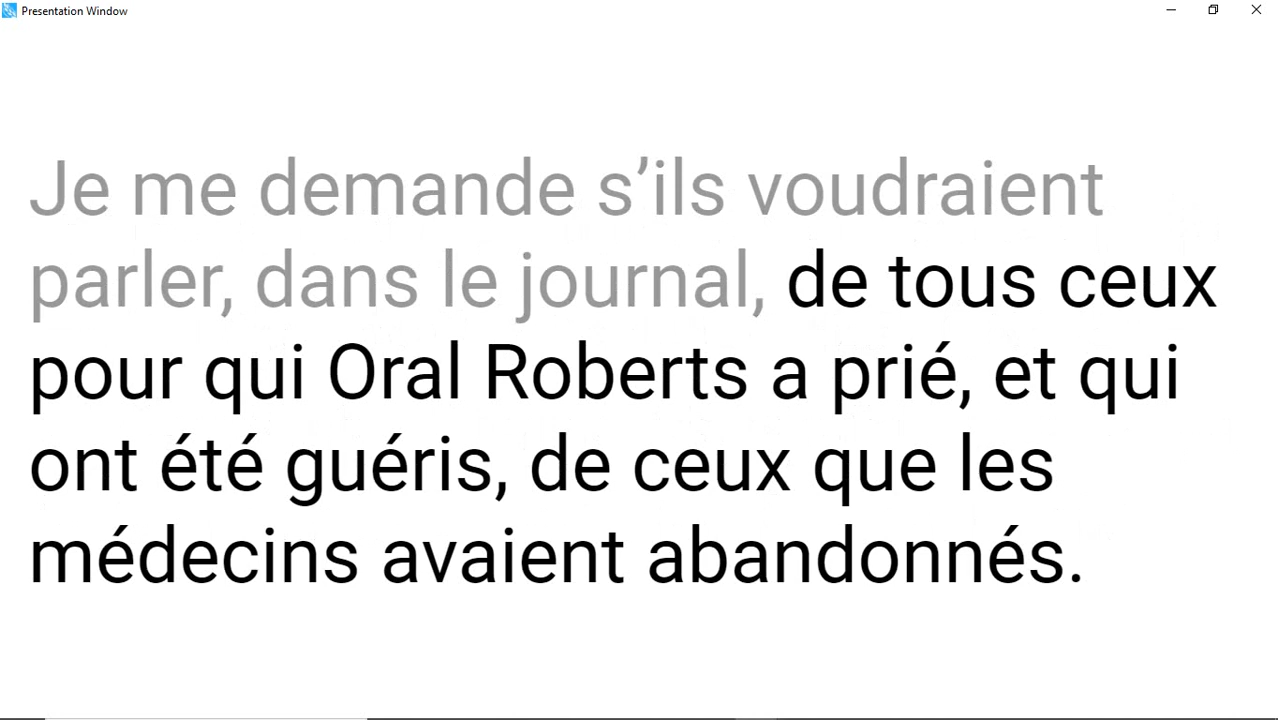 Presentation Window
Je me demande s’ils voudraient
parler, dans le journal, de tous ceux
pour qui Oral Roberts a prié, et qui
ont été guéris, de ceux que les
médecins avaient abandonnés.